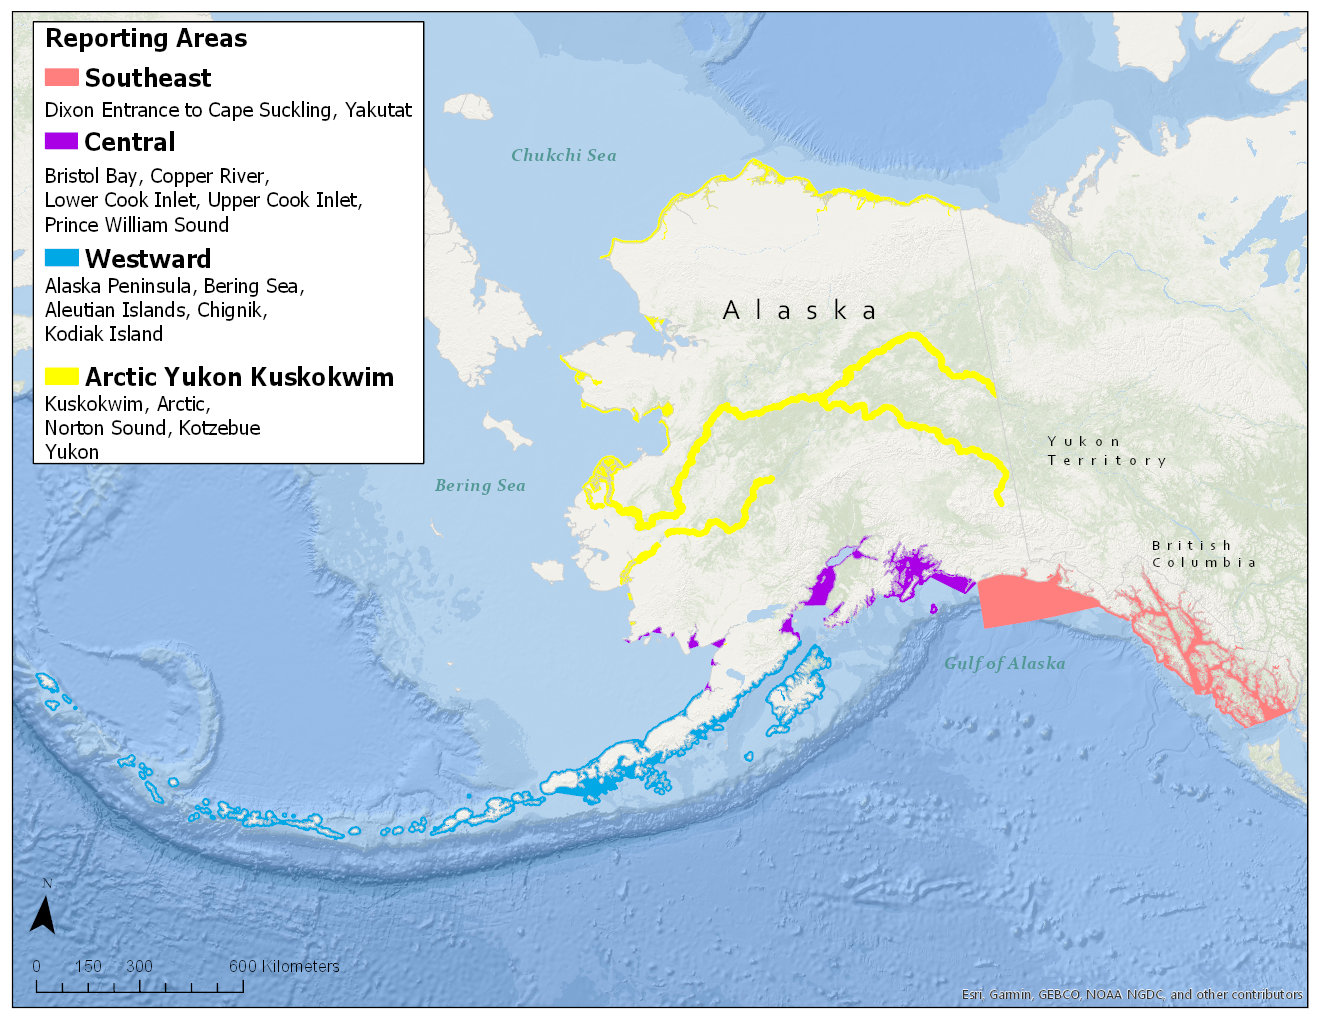 Reporting Areas
Southeast
Dixon Entrance to Cape Suckling, Yakutat
Central
Bristol Bay, Copper River,
Lower Cook Inlet, Upper Cook Inlet,
Prince William Sound
Westward
Alaska Peninsula, Bering Sea,
Aleutian Islands, Chignik,
Kodiak Island
Arctic Yukon Kuskokwim
Kuskokwim, Arctic,
Norton Sound, Kotzebue
Yukon
Chukchi Sea
Alaska
Yukon
Territory
Bering Sea
British
Columbia
Gulf of Alaska
N
0 150 300 600 Kilometers
Esri, Garmin, GEBCO, NOAA NGDC, and other contributors